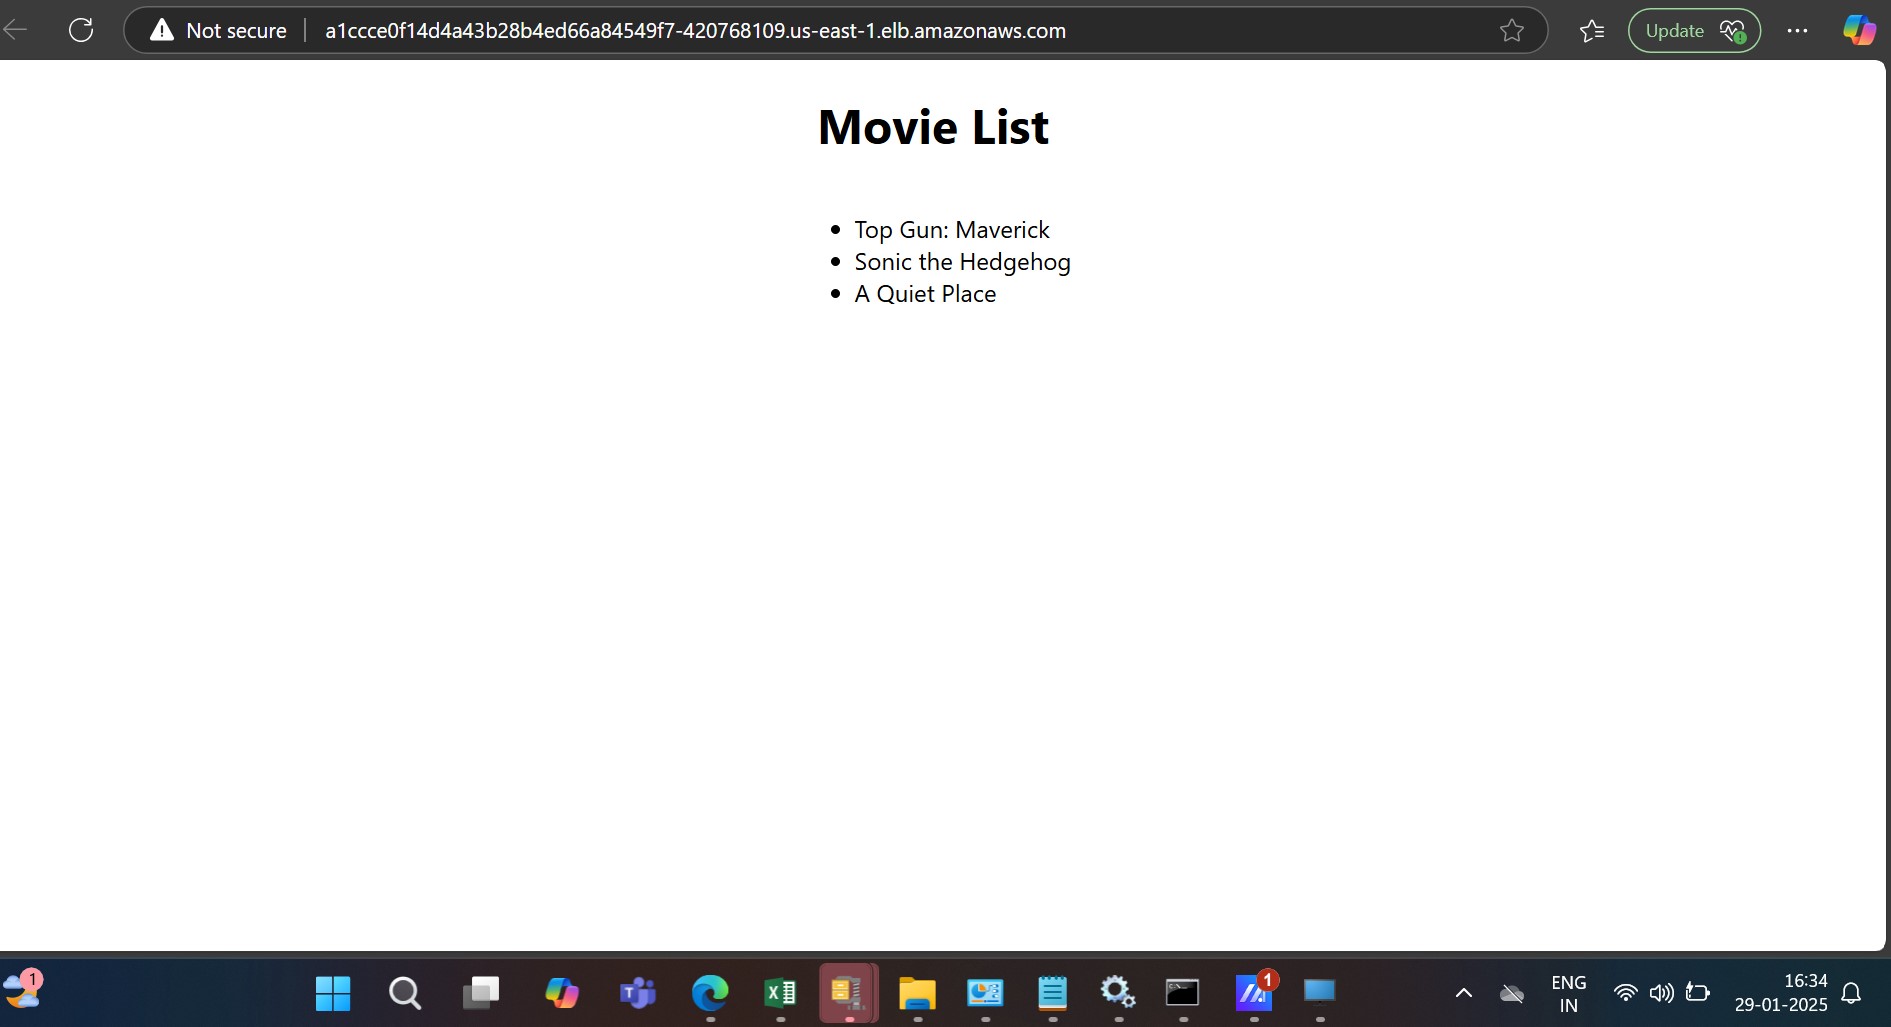 Not secure
a1ccce0f14d4a43b28b4ed66a84549f7-420768109.us-east-1.elb.amazonaws.com
Update
Movie List
Top Gun: Maverick
Sonic the Hedgehog
A Quiet Place
1
1
ENG
IN
16:34
29-01-2025